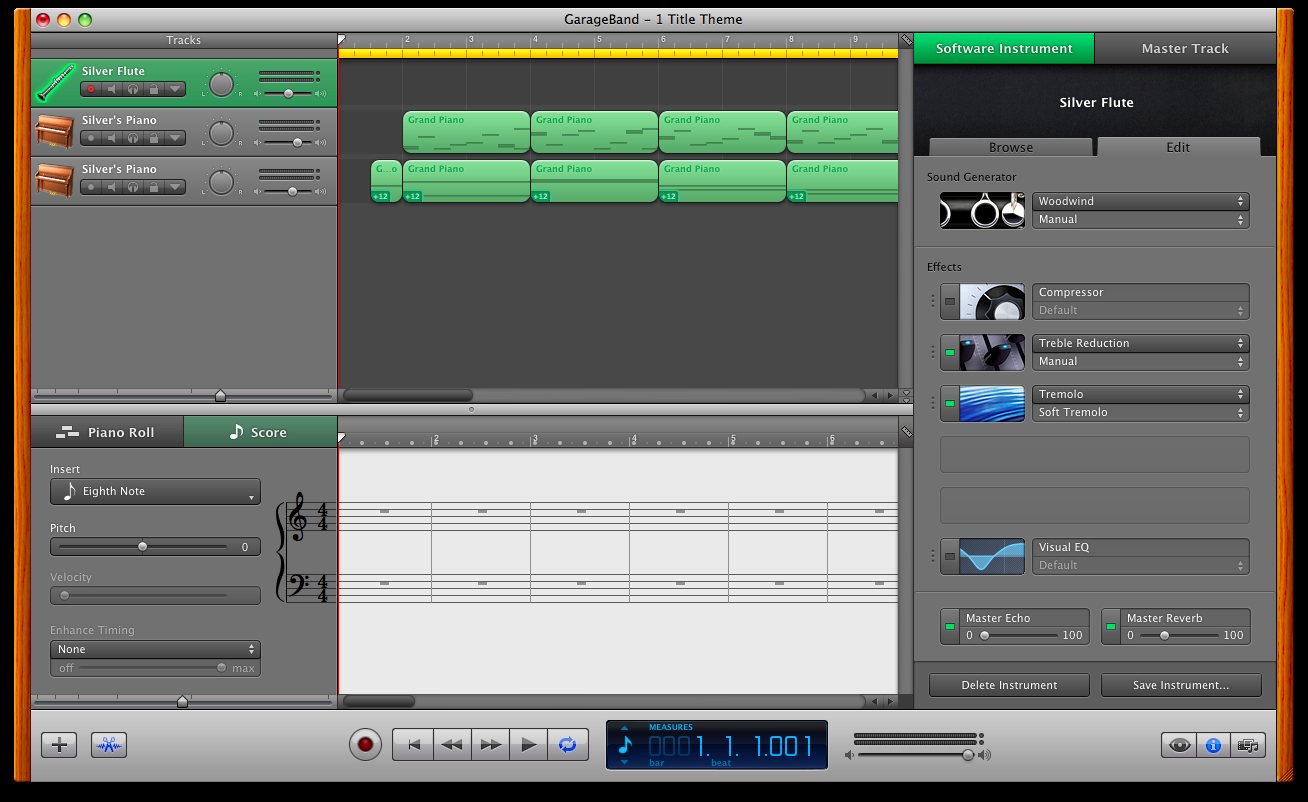 GarageBand – 1 Title Theme
Tracks
2 3 4 5 6 7 8 9
Software Instrument
Master Track
Silver Flute
L R
Silver's Piano
L R
Silver's Piano
L R
Grand Piano
Grand Piano
Grand Piano
Grand Piano
G...o
+12
Grand Piano
+12
Grand Piano
+12
Grand Piano
+12
Grand Piano
+12
Silver Flute
Browse
Edit
Sound Generator
Woodwind
Manual
Effects
Compressor
Default
Treble Reduction
Manual
Tremolo
Soft Tremolo
Visual EQ
Default
Master Echo
0 100
Master Reverb
0 100
Delete Instrument
Save Instrument...
Piano Roll
Score
2 3 4 5 6
Insert
Eighth Note
Pitch
0
Velocity
Enhance Timing
None
off max
4
4
4
4
MEASURES
0001. 1. 1.001
bar beat